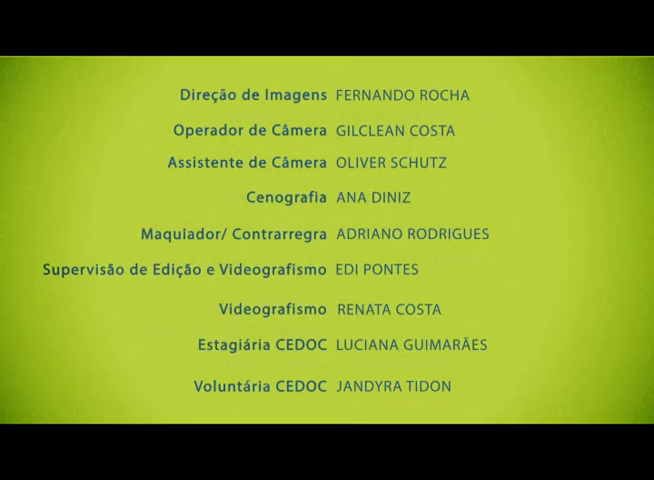 Direção de Imagens FERNANDO ROCHA
Operador de Câmera GILCLEAN COSTA
Assistente de Câmera OLIVER SCHUTZ
Cenografia ANA DINIZ
Maquiador/ Contrarregra ADRIANO RODRIGUES
Supervisão de Edição e Videografismo EDI PONTES
Videografismo RENATA COSTA
Estagiária CEDOC LUCIANA GUIMARÃES
Voluntária CEDOC JANDYRA TIDON